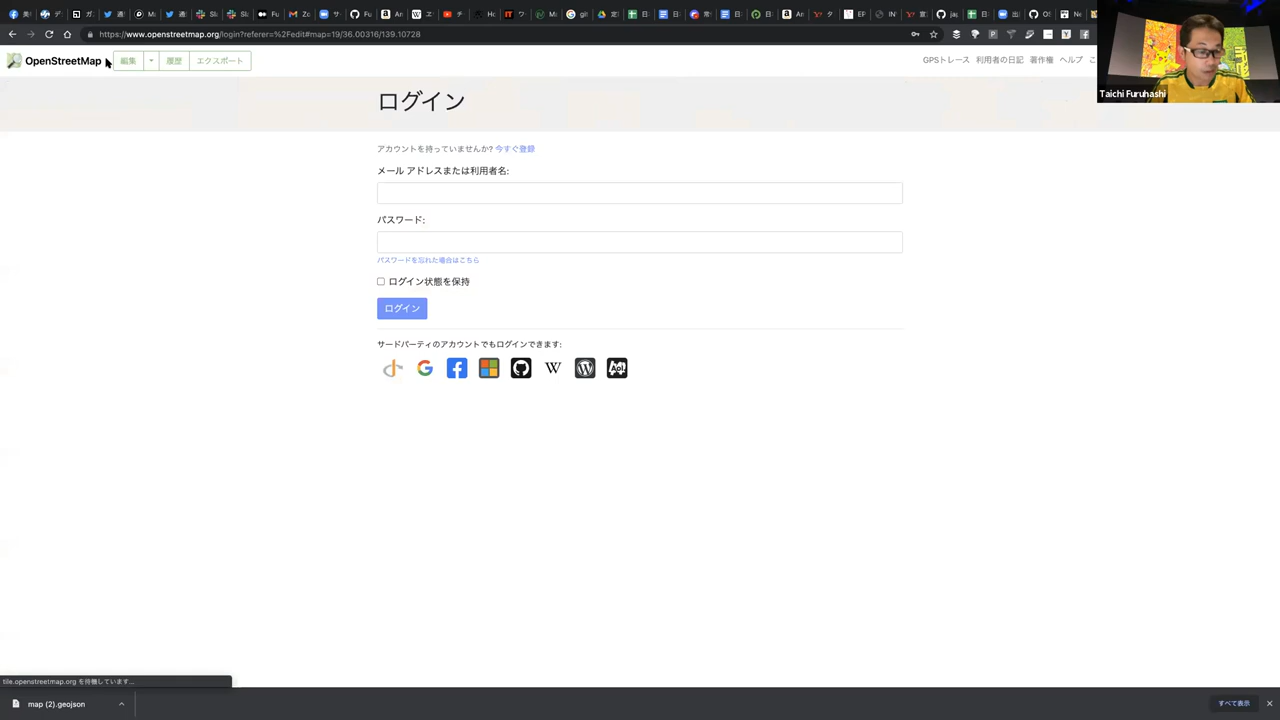 https://www.openstreetmap.org/login?referer=%2Fedit#map=19/36.00316/139.10728
OpenStreetMap
編集
履歴
エクスポート
GPSトレース 利用者の日記 著作権 ヘルプ
Taichi Furuhashi
ログイン
アカウントを持っていませんか? 今すぐ登録
メール アドレスまたは利用者名:
パスワード:
パスワードを忘れた場合はこちら
ログイン状態を保持
ログイン
サードパーティのアカウントでもログインできます:
W
Aol.
tile.openstreetmap.org を待機しています...
map (2).geojson
すべて表示